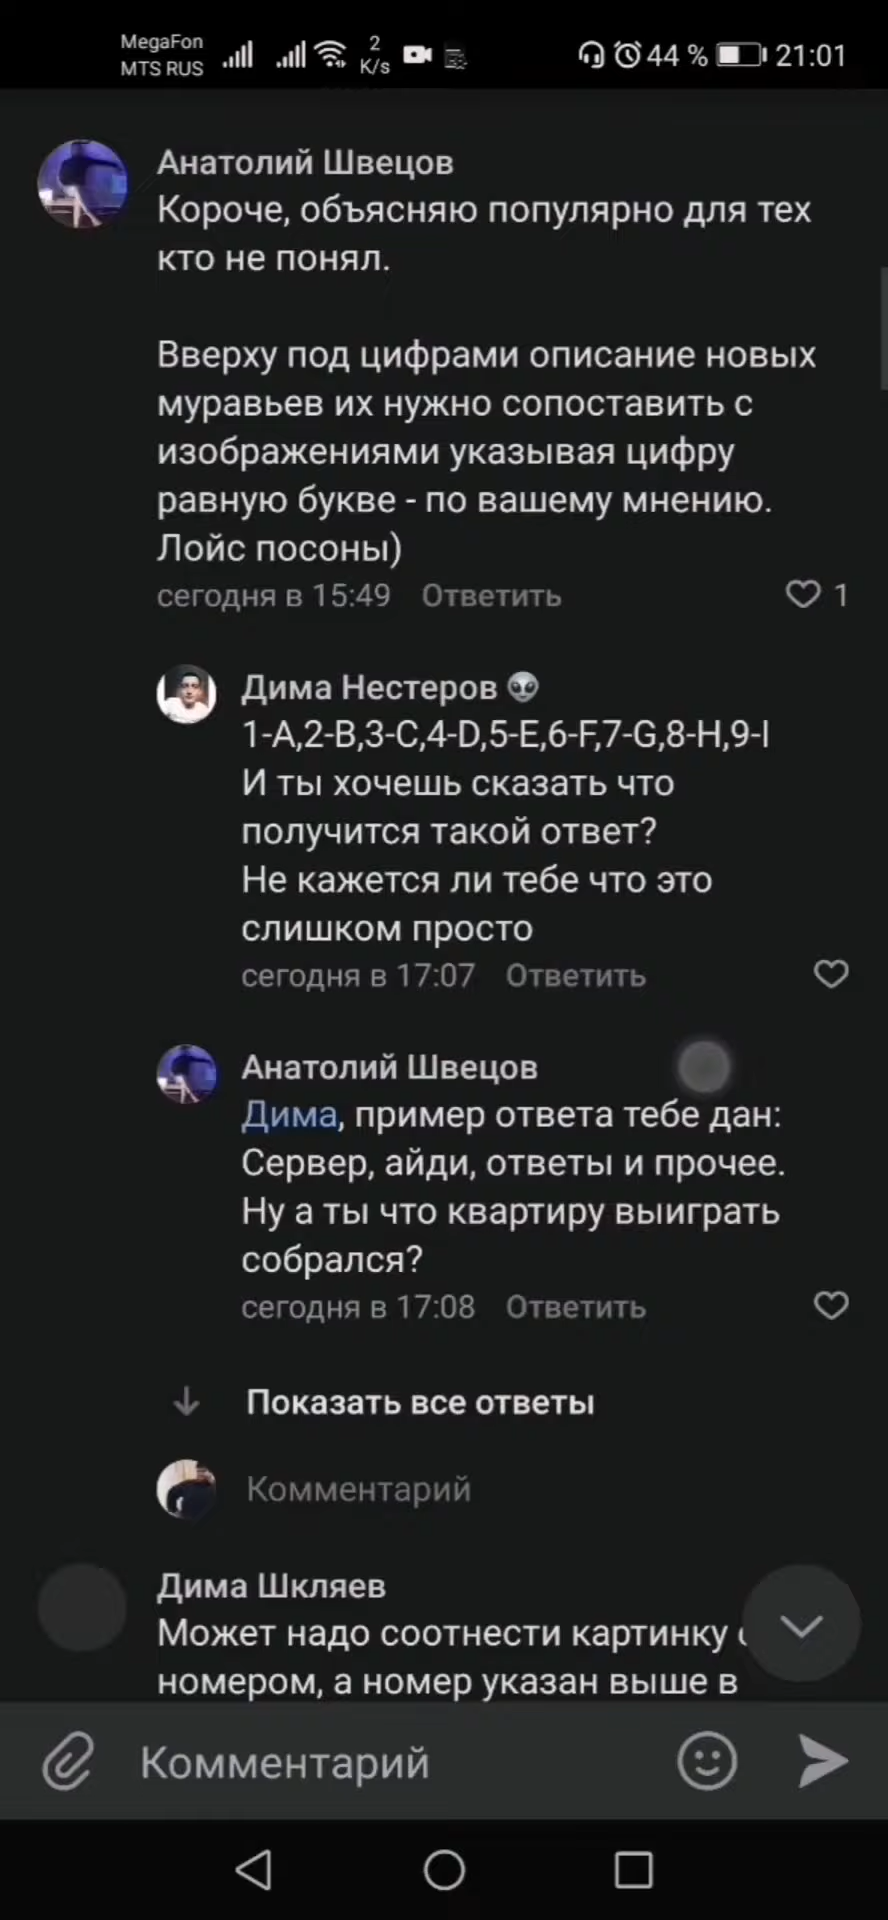 MegaFon
MTS RUS
2
K/s
44 %
21:01
Анатолий Швецов
Короче, объясняю популярно для тех
кто не понял.
Вверху под цифрами описание новых
муравьев их нужно сопоставить с
изображениями указывая цифру
равную букве - по вашему мнению.
Лойс посоны)
сегодня в 15:49 Ответить 1
Дима Нестеров
1-A,2-B,3-C,4-D,5-E,6-F,7-G,8-H,9-I
И ты хочешь сказать что
получится такой ответ?
Не кажется ли тебе что это
слишком просто
сегодня в 17:07 Ответить
Анатолий Швецов
Дима, пример ответа тебе дан:
Сервер, айди, ответы и прочее.
Ну а ты что квартиру выиграть
собрался?
сегодня в 17:08 Ответить
Показать все ответы
Комментарий
Дима Шкляев
Может надо соотнести картинку
номером, а номер указан выше в
Комментарий